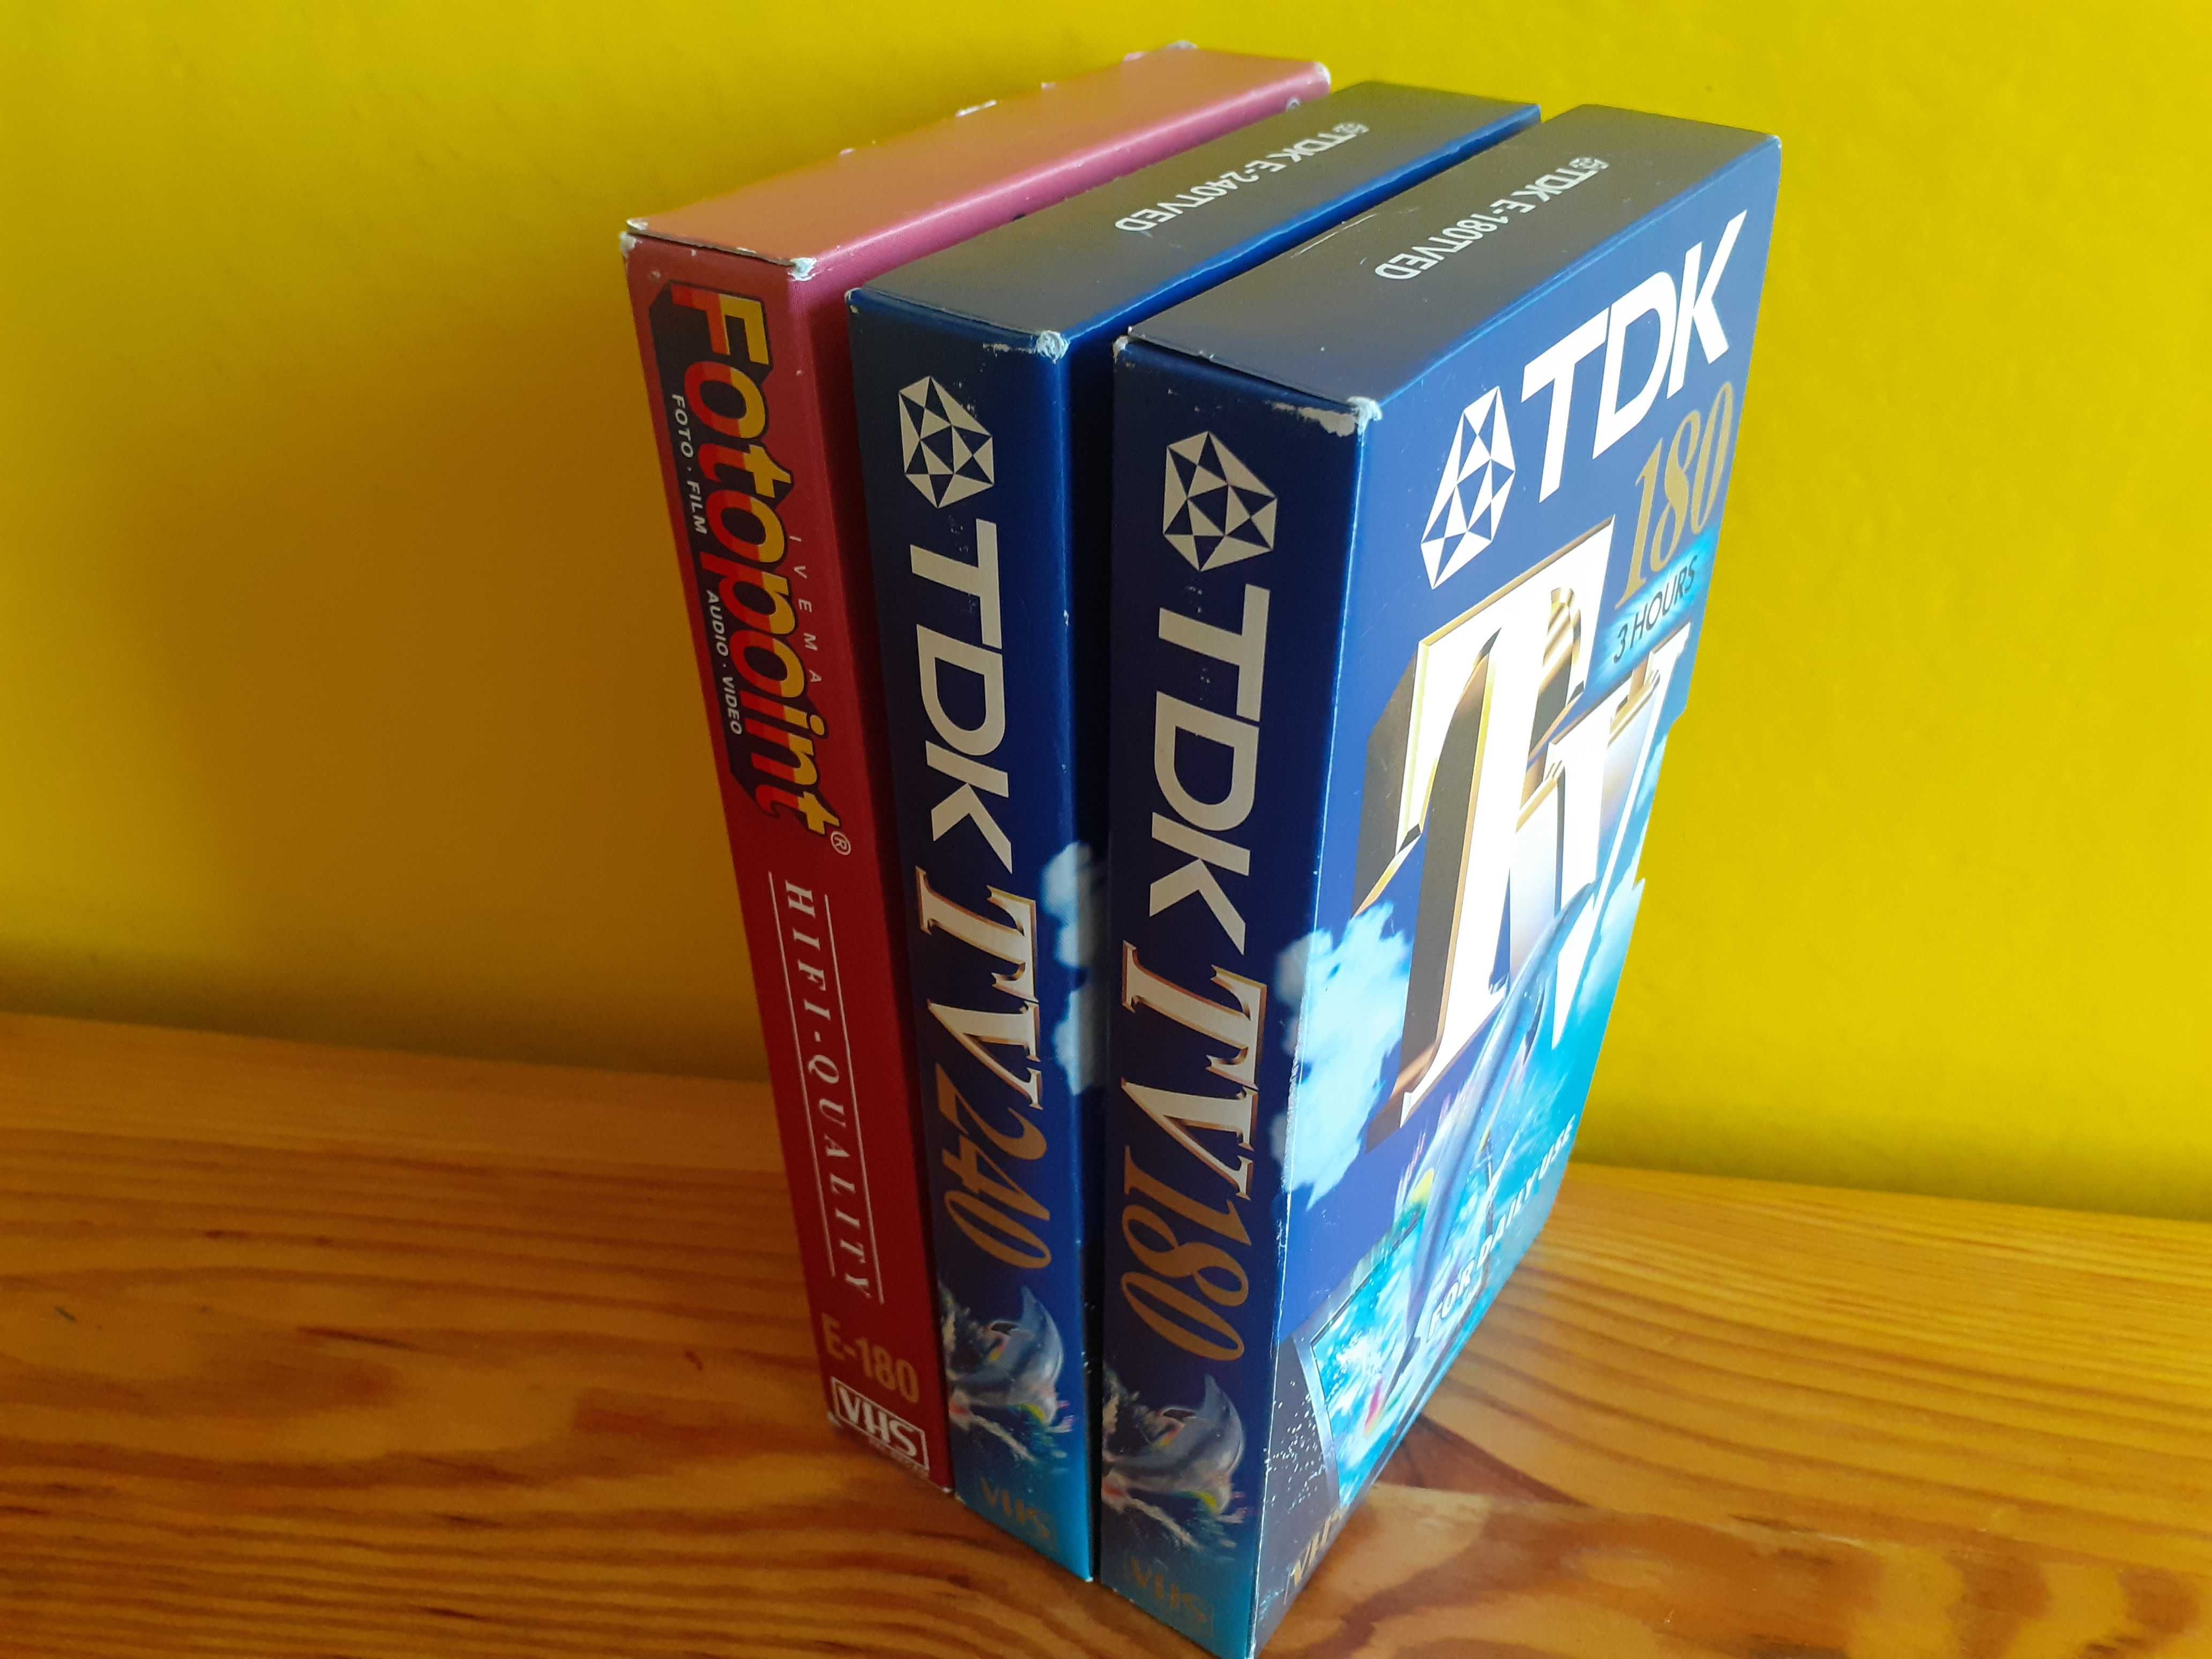 Fotopoint®
FOTO · FILM AUDIO · VIDEO
IVEMA
HIFI-QUALITY
E-180
VHS
TDK E-240TVED
TDK TV240
VHS
TDK E-180TVED
TDK TV180
VHS
TDK
180
3 HOURS
TV
FOR DAILY USE
VHS